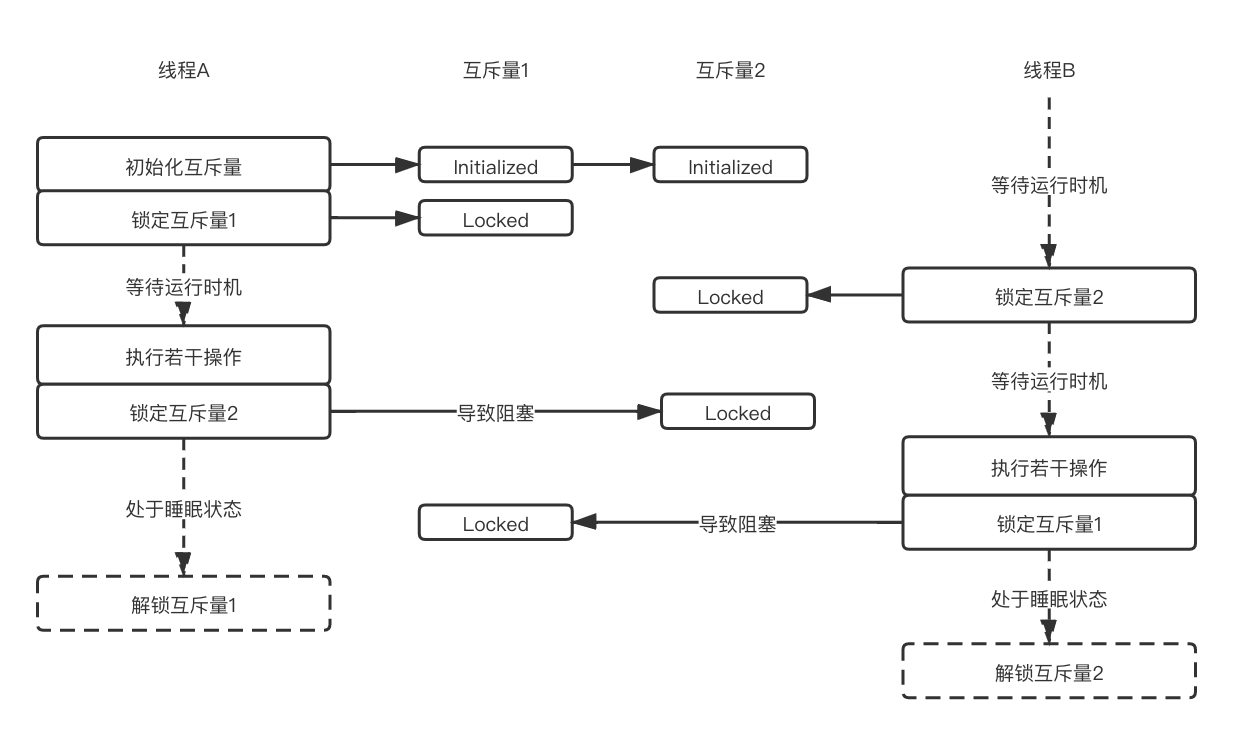 线程A
互斥量1
互斥量2
线程B
初始化互斥量
Initialized
Initialized
等待运行时机
锁定互斥量1
Locked
等待运行时机
Locked
锁定互斥量2
执行若干操作
等待运行时机
锁定互斥量2
导致阻塞
Locked
执行若干操作
处于睡眠状态
Locked
导致阻塞
锁定互斥量1
解锁互斥量1
处于睡眠状态
解锁互斥量2